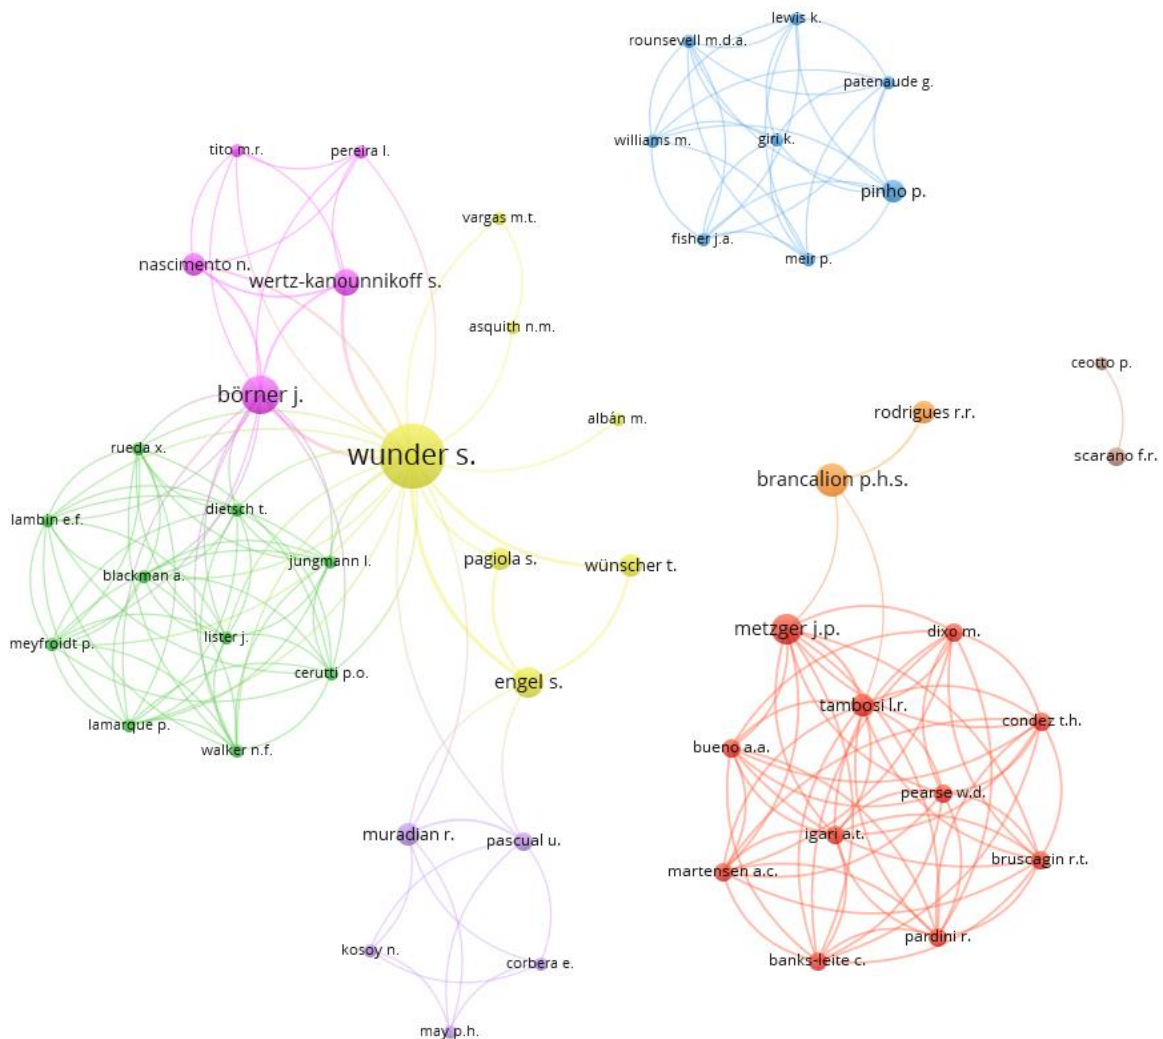 lewis k.
rounsevell m.d.a.
patenaude g.
williams m.
giri k.
pinho p.
fisher j.a.
meir p.
tito m.r.
pereira l.
nascimento n.
wertz-kanounnikoff s.
vargas m.t.
asquith n.m.
börner j.
wunder s.
albán m.
pagiola s.
wünscher t.
engel s.
rueda x.
lambin e.f.
dietsch t.
jungmann l.
blackman a.
meyfroidt p.
lister j.
cerutti p.o.
lamarque p.
walker n.f.
muradian r.
pascual u.
kosoy n.
corbera e.
may p.h.
ceotto p.
scarano f.r.
rodrigues r.r.
brancalion p.h.s.
metzger j.p.
dixo m.
tambosi l.r.
condez t.h.
bueno a.a.
pearse w.d.
igari a.t.
bruscagin r.t.
martensen a.c.
pardini r.
banks-leite c.